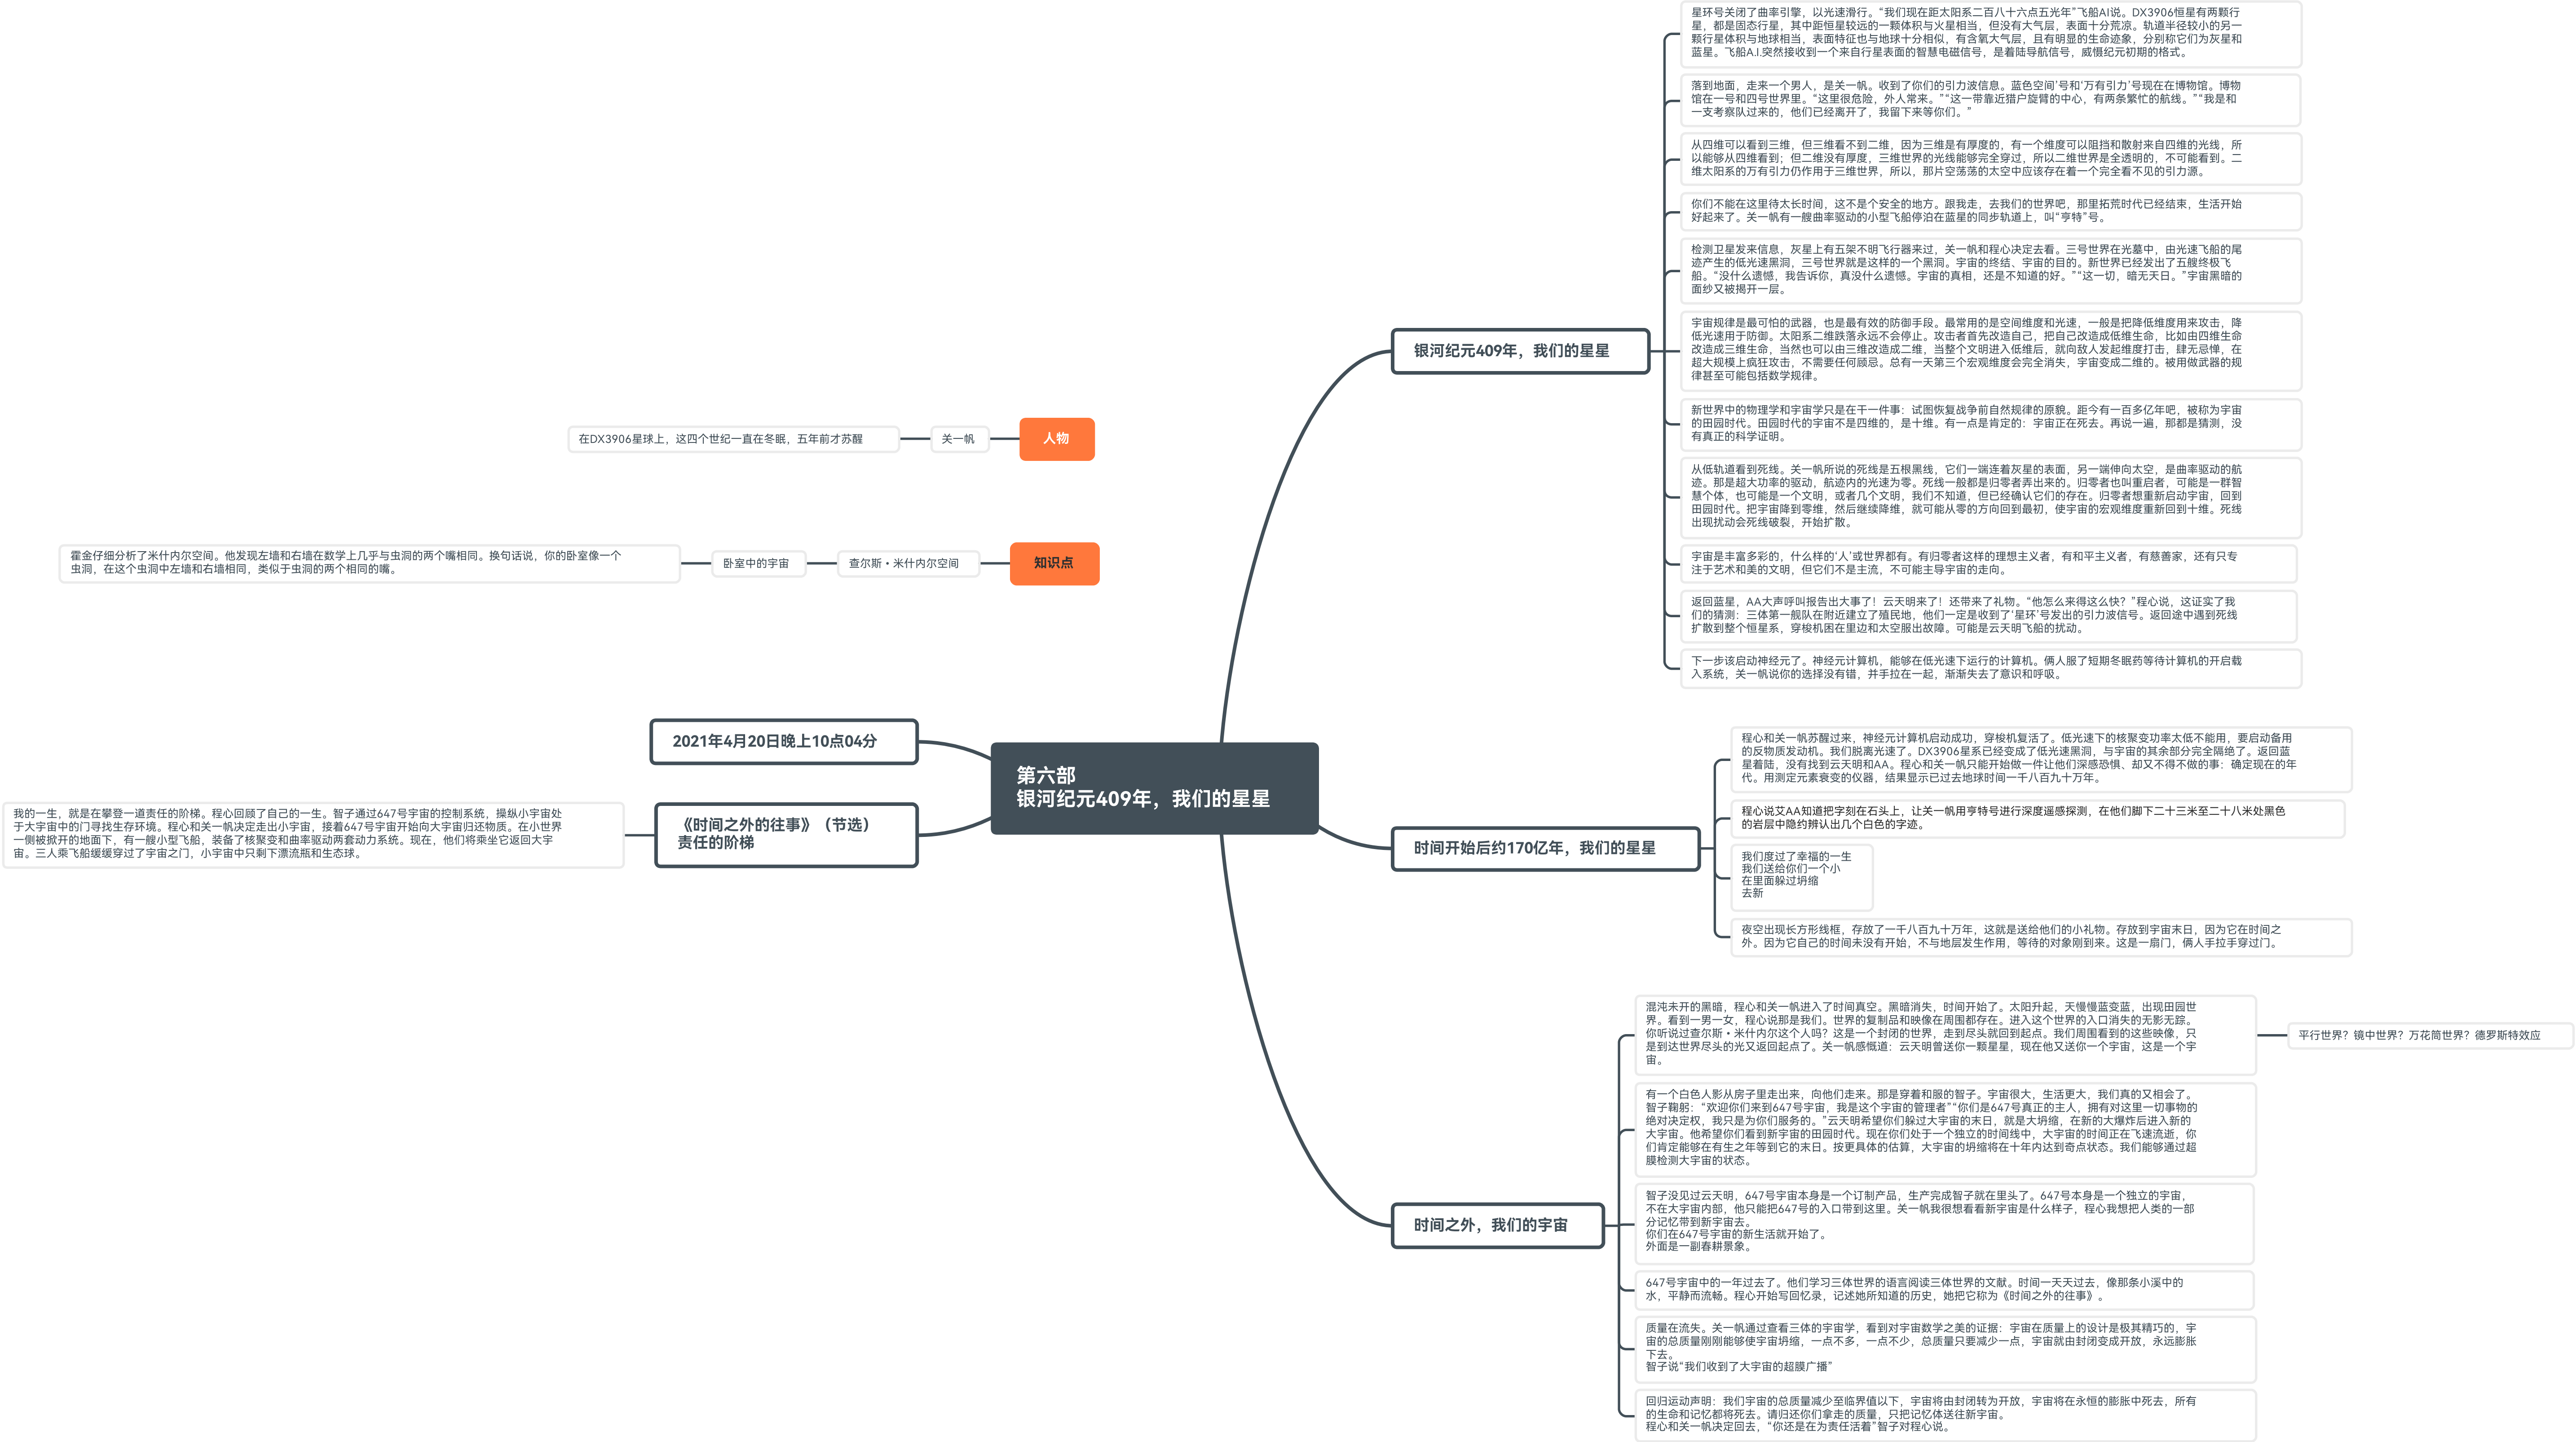 第六部
银河纪元409年，我们的星星
银河纪元409年，我们的星星
星环号关闭了曲率引擎，以光速滑行。“我们现在距太阳系二百八十六点五光年”飞船AI说。DX3906恒星有两颗行
星，都是固态行星，其中距恒星较远的一颗体积与火星相当，但没有大气层，表面十分荒凉。轨道半径较小的另一
颗行星体积与地球相当，表面特征也与地球十分相似，有含氧大气层，且有明显的生命迹象，分别称它们为灰星和
蓝星。飞船A.I.突然接收到一个来自行星表面的智慧电磁信号，是着陆导航信号，威慑纪元初期的格式。
落到地面，走来一个男人，是关一帆。收到了你们的引力波信息。蓝色空间’号和‘万有引力’号现在在博物馆。博物
馆在一号和四号世界里。“这里很危险，外人常来。”“这一带靠近猎户旋臂的中心，有两条繁忙的航线。”“我是和
一支考察队过来的，他们已经离开了，我留下来等你们。”
从四维可以看到三维，但三维看不到二维，因为三维是有厚度的，有一个维度可以阻挡和散射来自四维的光线，所
以能够从四维看到；但二维没有厚度，三维世界的光线能够完全穿过，所以二维世界是全透明的，不可能看到。二
维太阳系的万有引力仍作用于三维世界，所以，那片空荡荡的太空中应该存在着一个完全看不见的引力源。
你们不能在这里待太长时间，这不是个安全的地方。跟我走，去我们的世界吧，那里拓荒时代已经结束，生活开始
好起来了。关一帆有一艘曲率驱动的小型飞船停泊在蓝星的同步轨道上，叫“亨特”号。
检测卫星发来信息，灰星上有五架不明飞行器来过，关一帆和程心决定去看。三号世界在光墓中，由光速飞船的尾
迹产生的低光速黑洞，三号世界就是这样的一个黑洞。宇宙的终结、宇宙的目的。新世界已经发出了五艘终极飞
船。“没什么遗憾，我告诉你，真没什么遗憾。宇宙的真相，还是不知道的好。”“这一切，暗无天日。”宇宙黑暗的
面纱又被揭开一层。
宇宙规律是最可怕的武器，也是最有效的防御手段。最常用的是空间维度和光速，一般是把降低维度用来攻击，降
低光速用于防御。太阳系二维跌落永远不会停止。攻击者首先改造自己，把自己改造成低维生命，比如由四维生命
改造成三维生命，当然也可以由三维改造成二维，当整个文明进入低维后，就向敌人发起维度打击，肆无忌惮，在
超大规模上疯狂攻击，不需要任何顾忌。总有一天第三个宏观维度会完全消失，宇宙变成二维的。被用做武器的规
律甚至可能包括数学规律。
新世界中的物理学和宇宙学只是在干一件事：试图恢复战争前自然规律的原貌。距今有一百多亿年吧，被称为宇宙
的田园时代。田园时代的宇宙不是四维的，是十维。有一点是肯定的：宇宙正在死去。再说一遍，那都是猜测，没
有真正的科学证明。
从低轨道看到死线。关一帆所说的死线是五根黑线，它们一端连着灰星的表面，另一端伸向太空，是曲率驱动的航
迹。那是超大功率的驱动，航迹内的光速为零。死线一般都是归零者弄出来的。归零者也叫重启者，可能是一群智
慧个体，也可能是一个文明，或者几个文明，我们不知道，但已经确认它们的存在。归零者想重新启动宇宙，回到
田园时代。把宇宙降到零维，然后继续降维，就可能从零的方向回到最初，使宇宙的宏观维度重新回到十维。死线
出现扰动会死线破裂，开始扩散。
宇宙是丰富多彩的，什么样的‘人’或世界都有。有归零者这样的理想主义者，有和平主义者，有慈善家，还有只专
注于艺术和美的文明，但它们不是主流，不可能主导宇宙的走向。
返回蓝星，AA大声呼叫报告出大事了！云天明来了！还带来了礼物。“他怎么来得这么快？”程心说，这证实了我
们的猜测：三体第一舰队在附近建立了殖民地，他们一定是收到了‘星环’号发出的引力波信号。返回途中遇到死线
扩散到整个恒星系，穿梭机困在里边和太空服出故障。可能是云天明飞船的扰动。
下一步该启动神经元了。神经元计算机，能够在低光速下运行的计算机。俩人服了短期冬眠药等待计算机的开启载
入系统，关一帆说你的选择没有错，并手拉在一起，渐渐失去了意识和呼吸。
人物
关一帆
在DX3906星球上，这四个世纪一直在冬眠，五年前才苏醒
知识点
查尔斯·米什内尔空间
卧室中的宇宙
霍金仔细分析了米什内尔空间。他发现左墙和右墙在数学上几乎与虫洞的两个嘴相同。换句话说，你的卧室像一个
虫洞，在这个虫洞中左墙和右墙相同，类似于虫洞的两个相同的嘴。
2021年4月20日晚上10点04分
《时间之外的往事》（节选）
责任的阶梯
我的一生，就是在攀登一道责任的阶梯。程心回顾了自己的一生。智子通过647号宇宙的控制系统，操纵小宇宙处
于大宇宙中的门寻找生存环境。程心和关一帆决定走出小宇宙，接着647号宇宙开始向大宇宙归还物质。在小世界
一侧被掀开的地面下，有一艘小型飞船，装备了核聚变和曲率驱动两套动力系统。现在，他们将乘坐它返回大宇
宙。三人乘飞船缓缓穿过了宇宙之门，小宇宙中只剩下漂流瓶和生态球。
时间开始后约170亿年，我们的星星
程心和关一帆苏醒过来，神经元计算机启动成功，穿梭机复活了。低光速下的核聚变功率太低不能用，要启动备用
的反物质发动机。我们脱离光速了。DX3906星系已经变成了低光速黑洞，与宇宙的其余部分完全隔绝了。返回蓝
星着陆，没有找到云天明和AA。程心和关一帆只能开始做一件让他们深感恐惧、却又不得不做的事：确定现在的年
代。用测定元素衰变的仪器，结果显示已过去地球时间一千八百九十万年。
程心说艾AA知道把字刻在石头上，让关一帆用亨特号进行深度遥感探测，在他们脚下二十三米至二十八米处黑色
的岩层中隐约辨认出几个白色的字迹。
我们度过了幸福的一生
我们送给你们一个小
在里面躲过坍缩
去新
夜空出现长方形线框，存放了一千八百九十万年，这就是送给他们的小礼物。存放到宇宙末日，因为它在时间之
外。因为它自己的时间未没有开始，不与地层发生作用，等待的对象刚到来。这是一扇门，俩人手拉手穿过门。
时间之外，我们的宇宙
混沌未开的黑暗，程心和关一帆进入了时间真空。黑暗消失，时间开始了。太阳升起，天慢慢蓝变蓝，出现田园世
界。看到一男一女，程心说那是我们。世界的复制品和映像在周围都存在。进入这个世界的入口消失的无影无踪。
你听说过查尔斯·米什内尔这个人吗？这是一个封闭的世界，走到尽头就回到起点。我们周围看到的这些映像，只
是到达世界尽头的光又返回起点了。关一帆感慨道：云天明曾送你一颗星星，现在他又送你一个宇宙，这是一个宇
宙。
平行世界？镜中世界？万花筒世界？德罗斯特效应
有一个白色人影从房子里走出来，向他们走来。那是穿着和服的智子。宇宙很大，生活更大，我们真的又相会了。
智子鞠躬：“欢迎你们来到647号宇宙，我是这个宇宙的管理者”“你们是647号真正的主人，拥有对这里一切事物的
绝对决定权，我只是为你们服务的。”云天明希望你们躲过大宇宙的末日，就是大坍缩，在新的大爆炸后进入新的
大宇宙。他希望你们看到新宇宙的田园时代。现在你们处于一个独立的时间线中，大宇宙的时间正在飞速流逝，你
们肯定能够在有生之年等到它的末日。按更具体的估算，大宇宙的坍缩将在十年内达到奇点状态。我们能够通过超
膜检测大宇宙的状态。
智子没见过云天明，647号宇宙本身是一个订制产品，生产完成智子就在里头了。647号本身是一个独立的宇宙，
不在大宇宙内部，他只能把647号的入口带到这里。关一帆我很想看看新宇宙是什么样子，程心我想把人类的一部
分记忆带到新宇宙去。
你们在647号宇宙的新生活就开始了。
外面是一副春耕景象。
647号宇宙中的一年过去了。他们学习三体世界的语言阅读三体世界的文献。时间一天天过去，像那条小溪中的
水，平静而流畅。程心开始写回忆录，记述她所知道的历史，她把它称为《时间之外的往事》。
质量在流失。关一帆通过查看三体的宇宙学，看到对宇宙数学之美的证据：宇宙在质量上的设计是极其精巧的，宇
宙的总质量刚刚能够使宇宙坍缩，一点不多，一点不少，总质量只要减少一点，宇宙就由封闭变成开放，永远膨胀
下去。
智子说“我们收到了大宇宙的超膜广播”
回归运动声明：我们宇宙的总质量减少至临界值以下，宇宙将由封闭转为开放，宇宙将在永恒的膨胀中死去，所有
的生命和记忆都将死去。请归还你们拿走的质量，只把记忆体送往新宇宙。
程心和关一帆决定回去，“你还是在为责任活着”智子对程心说。